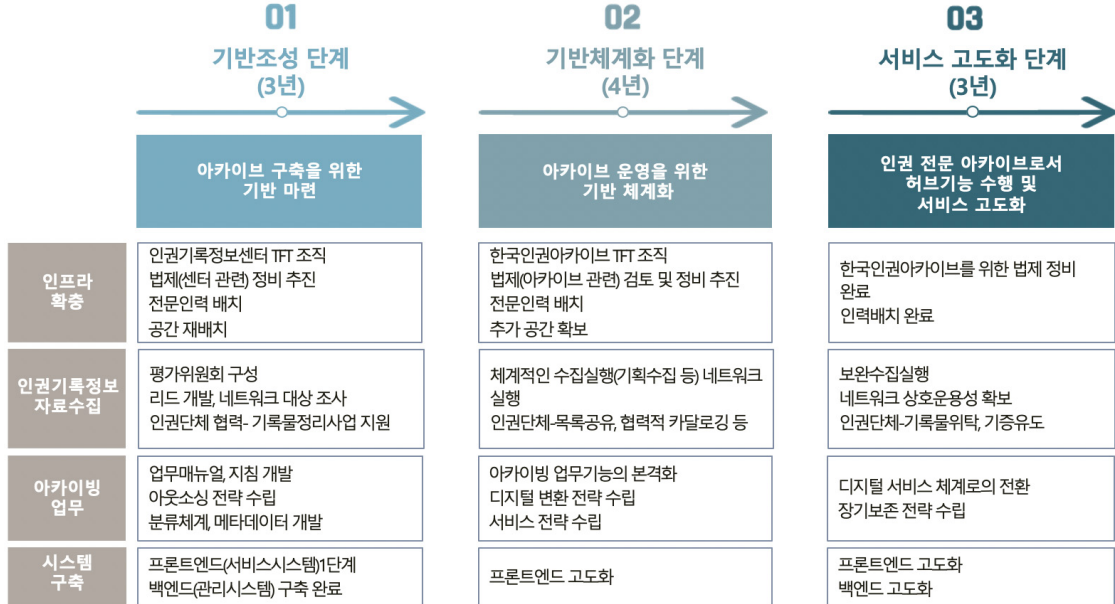 01
기반조성 단계
(3년)
02
기반체계화 단계
(4년)
03
서비스 고도화 단계
(3년)
아카이브 구축을 위한
기반 마련
아카이브 운영을 위한
기반 체계화
인권 전문 아카이브로서
허브기능 수행 및
서비스 고도화
인프라
확충
인권기록정보센터 TFT 조직
법제(센터 관련) 정비 추진
전문인력 배치
공간 재배치
한국인권아카이브 TFT 조직
법제(아카이브 관련) 검토 및 정비 추진
전문인력 배치
추가 공간 확보
한국인권아카이브를 위한 법제 정비
완료
인력배치 완료
인권기록정보
자료수집
평가위원회 구성
리드 개발, 네트워크 대상 조사
인권단체 협력- 기록물정리사업 지원
체계적인 수집실행(기획수집 등) 네트워크
실행
인권단체-목록공유, 협력적 카달로깅 등
보완수집실행
네트워크 상호운용성 확보
인권단체-기록물위탁, 기증유도
아카이빙
업무
업무매뉴얼, 지침 개발
아웃소싱 전략 수립
분류체계, 메타데이터 개발
아카이빙 업무기능의 본격화
디지털 변환 전략 수립
서비스 전략 수립
디지털 서비스 체계로의 전환
장기보존 전략 수립
시스템
구축
프론트엔드(서비스시스템)1단계
백엔드(관리시스템) 구축 완료
프론트엔드 고도화
프론트엔드 고도화
백엔드 고도화